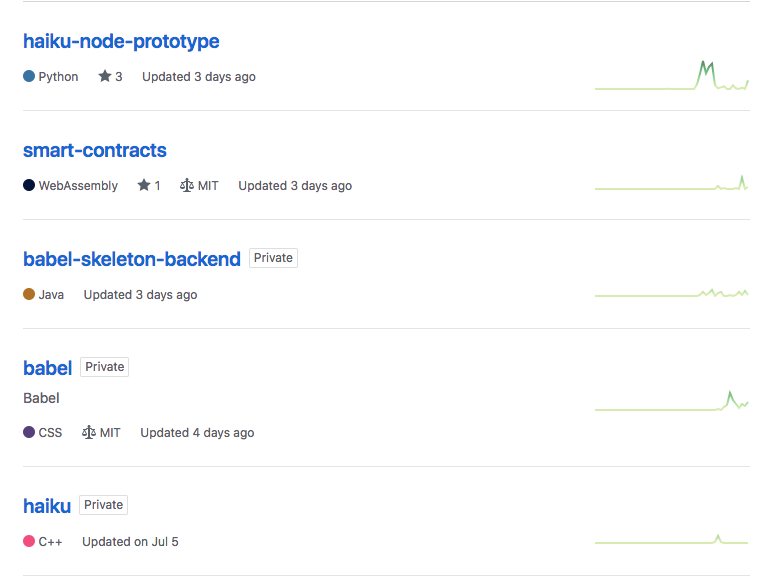 haiku-node-prototype
Python 3 Updated 3 days ago
smart-contracts
WebAssembly 1 MIT Updated 3 days ago
babel-skeleton-backend Private
Java Updated 3 days ago
babel Private
Babel
CSS MIT Updated 4 days ago
haiku Private
C++ Updated on Jul 5